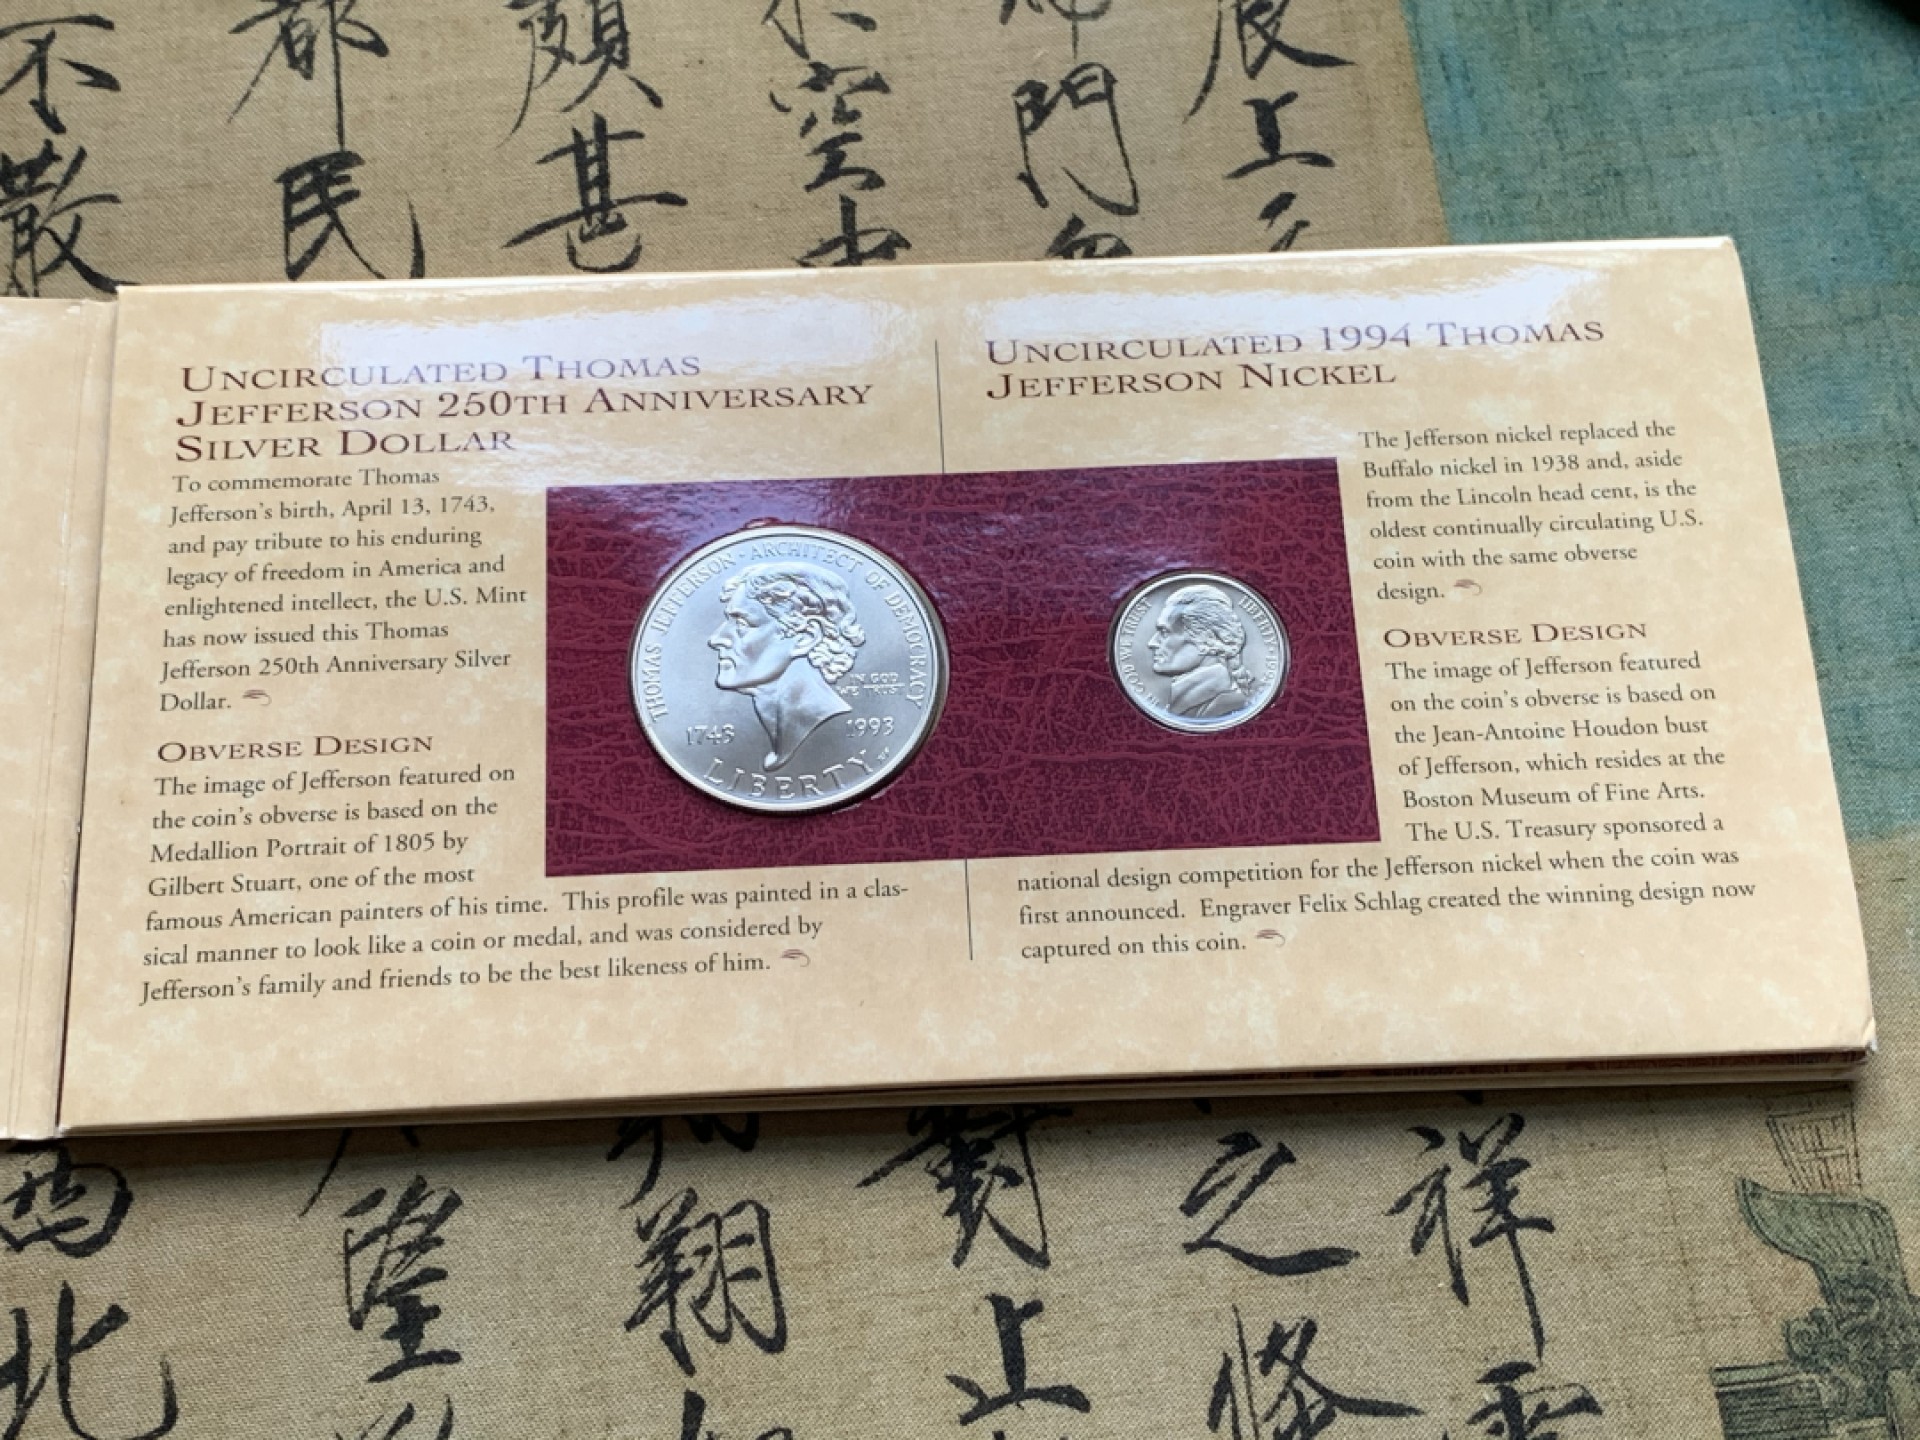 不 都 頗 空 門 展
散 民 甚 中 忽 上
UNCIRCULATED THOMAS
JEFFERSON 250TH ANNIVERSARY
SILVER DOLLAR
To commemorate Thomas
Jefferson's birth, April 13, 1743,
and pay tribute to his enduring
legacy of freedom in America and
enlightened intellect, the U.S. Mint
has now issued this Thomas
Jefferson 250th Anniversary Silver
Dollar.
OBVERSE DESIGN
The image of Jefferson featured on
the coin's obverse is based on the
Medallion Portrait of 1805 by
Gilbert Stuart, one of the most
famous American painters of his time. This profile was painted in a clas-
sical manner to look like a coin or medal, and was considered by
Jefferson's family and friends to be the best likeness of him.
THOMAS JEFFERSON · ARCHITECT OF DEMOCRACY
IN GOD
WE TRUST
1743 1993
LIBERTY
UNCIRCULATED 1994 THOMAS
JEFFERSON NICKEL
IN GOD WE TRUST
LIBERTY
The Jefferson nickel replaced the
Buffalo nickel in 1938 and, aside
from the Lincoln head cent, is the
oldest continually circulating U.S.
coin with the same obverse
design.
OBVERSE DESIGN
The image of Jefferson featured
on the coin's obverse is based on
the Jean-Antoine Houdon bust
of Jefferson, which resides at the
Boston Museum of Fine Arts.
The U.S. Treasury sponsored a
national design competition for the Jefferson nickel when the coin was
first announced. Engraver Felix Schlag created the winning design now
captured on this coin.
隆 翔 對 之 祥
北 上